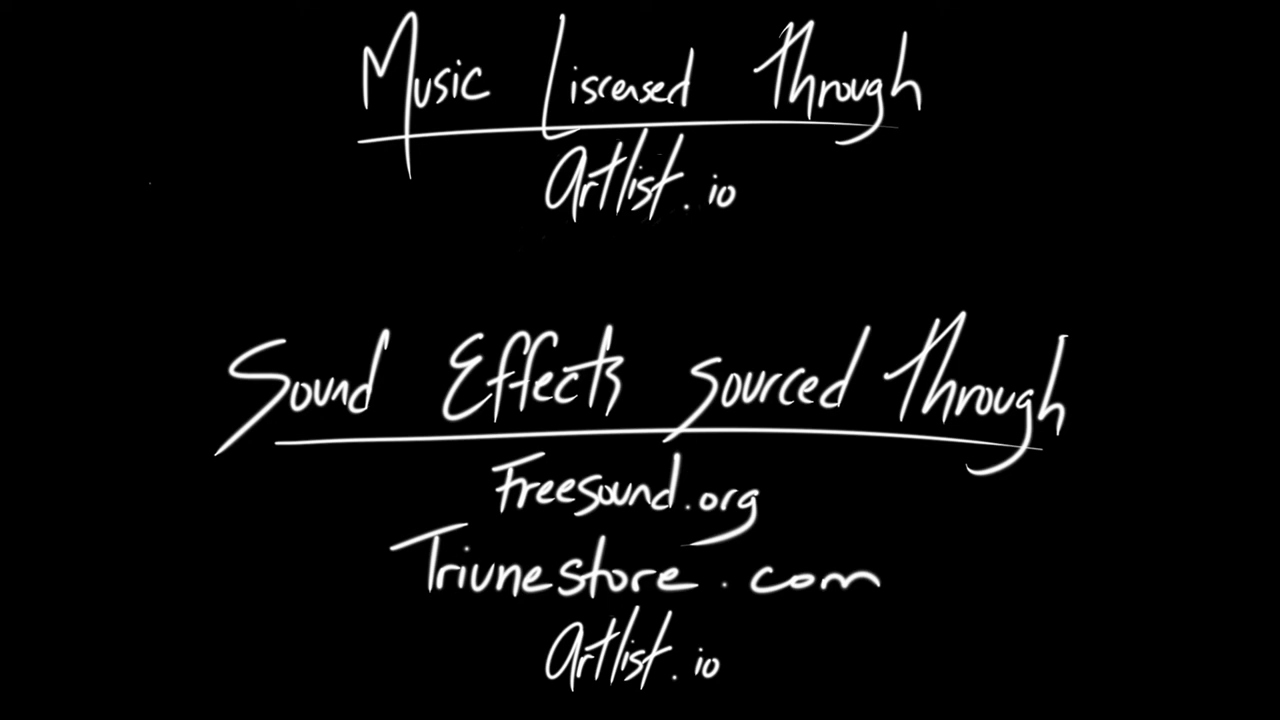 Music Liscensed Through
Artlist.io
Sound Effects Sourced Through
Freesound.org
Triunestore.com
Artlist.io